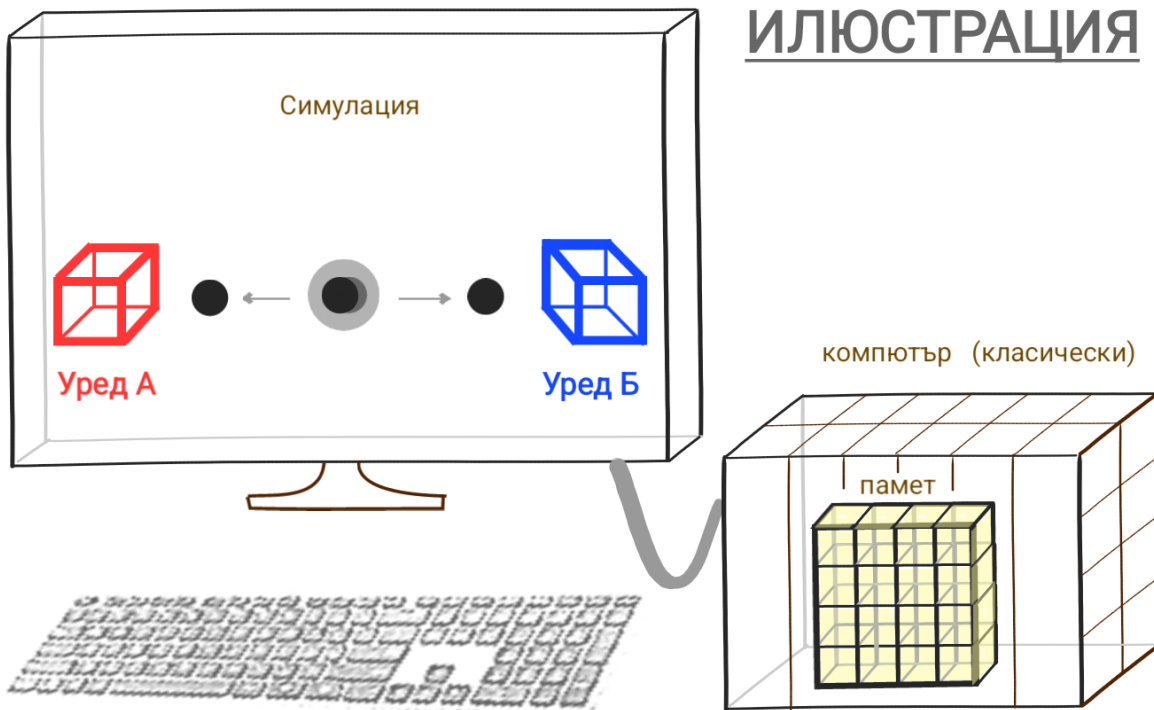 ИЛЮСТРАЦИЯ
Симулация
Уред А
Уред Б
компютър (класически)
памет